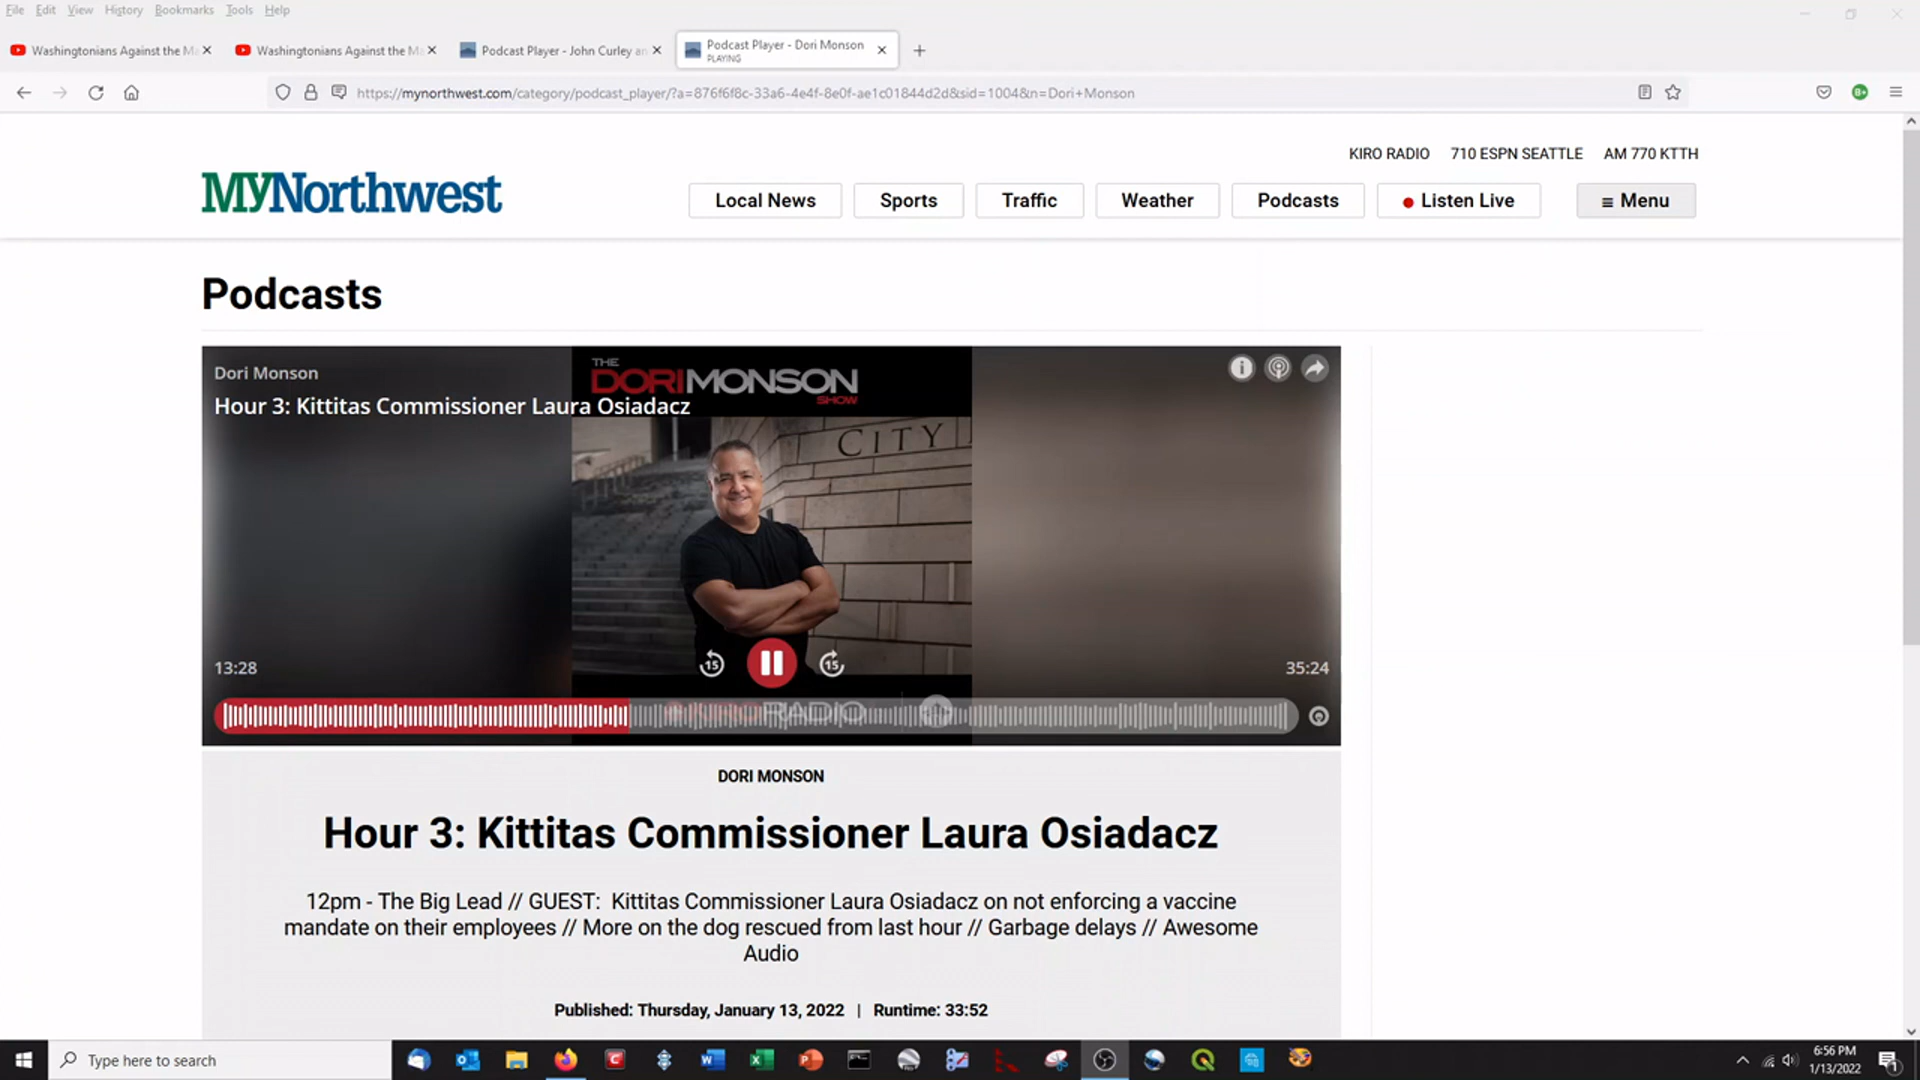 File Edit View History Bookmarks Tools Help
Washingtonians Against the Ma
Washingtonians Against the Ma
Podcast Player - John Curley an
Podcast Player - Dori Monson
PLAYING
https://mynorthwest.com/category/podcast_player/?a=876f6f8c-33a6-4e4f-8e0f-ae1c01844d2d&sid=1004&n=Dori+Monson
KIRO RADIO 710 ESPN SEATTLE AM 770 KTTH
MYNorthwest
Local News Sports Traffic Weather Podcasts Listen Live Menu
Podcasts
Dori Monson
Hour 3: Kittitas Commissioner Laura Osiadacz
THE
DORI MONSON
SHOW
CITY
15 15
13:28 35:24
KIRO RADIO
DORI MONSON
Hour 3: Kittitas Commissioner Laura Osiadacz
12pm - The Big Lead // GUEST: Kittitas Commissioner Laura Osiadacz on not enforcing a vaccine
mandate on their employees // More on the dog rescued from last hour // Garbage delays // Awesome
Audio
Published: Thursday, January 13, 2022 | Runtime: 33:52
Type here to search
6:56 PM
1/13/2022